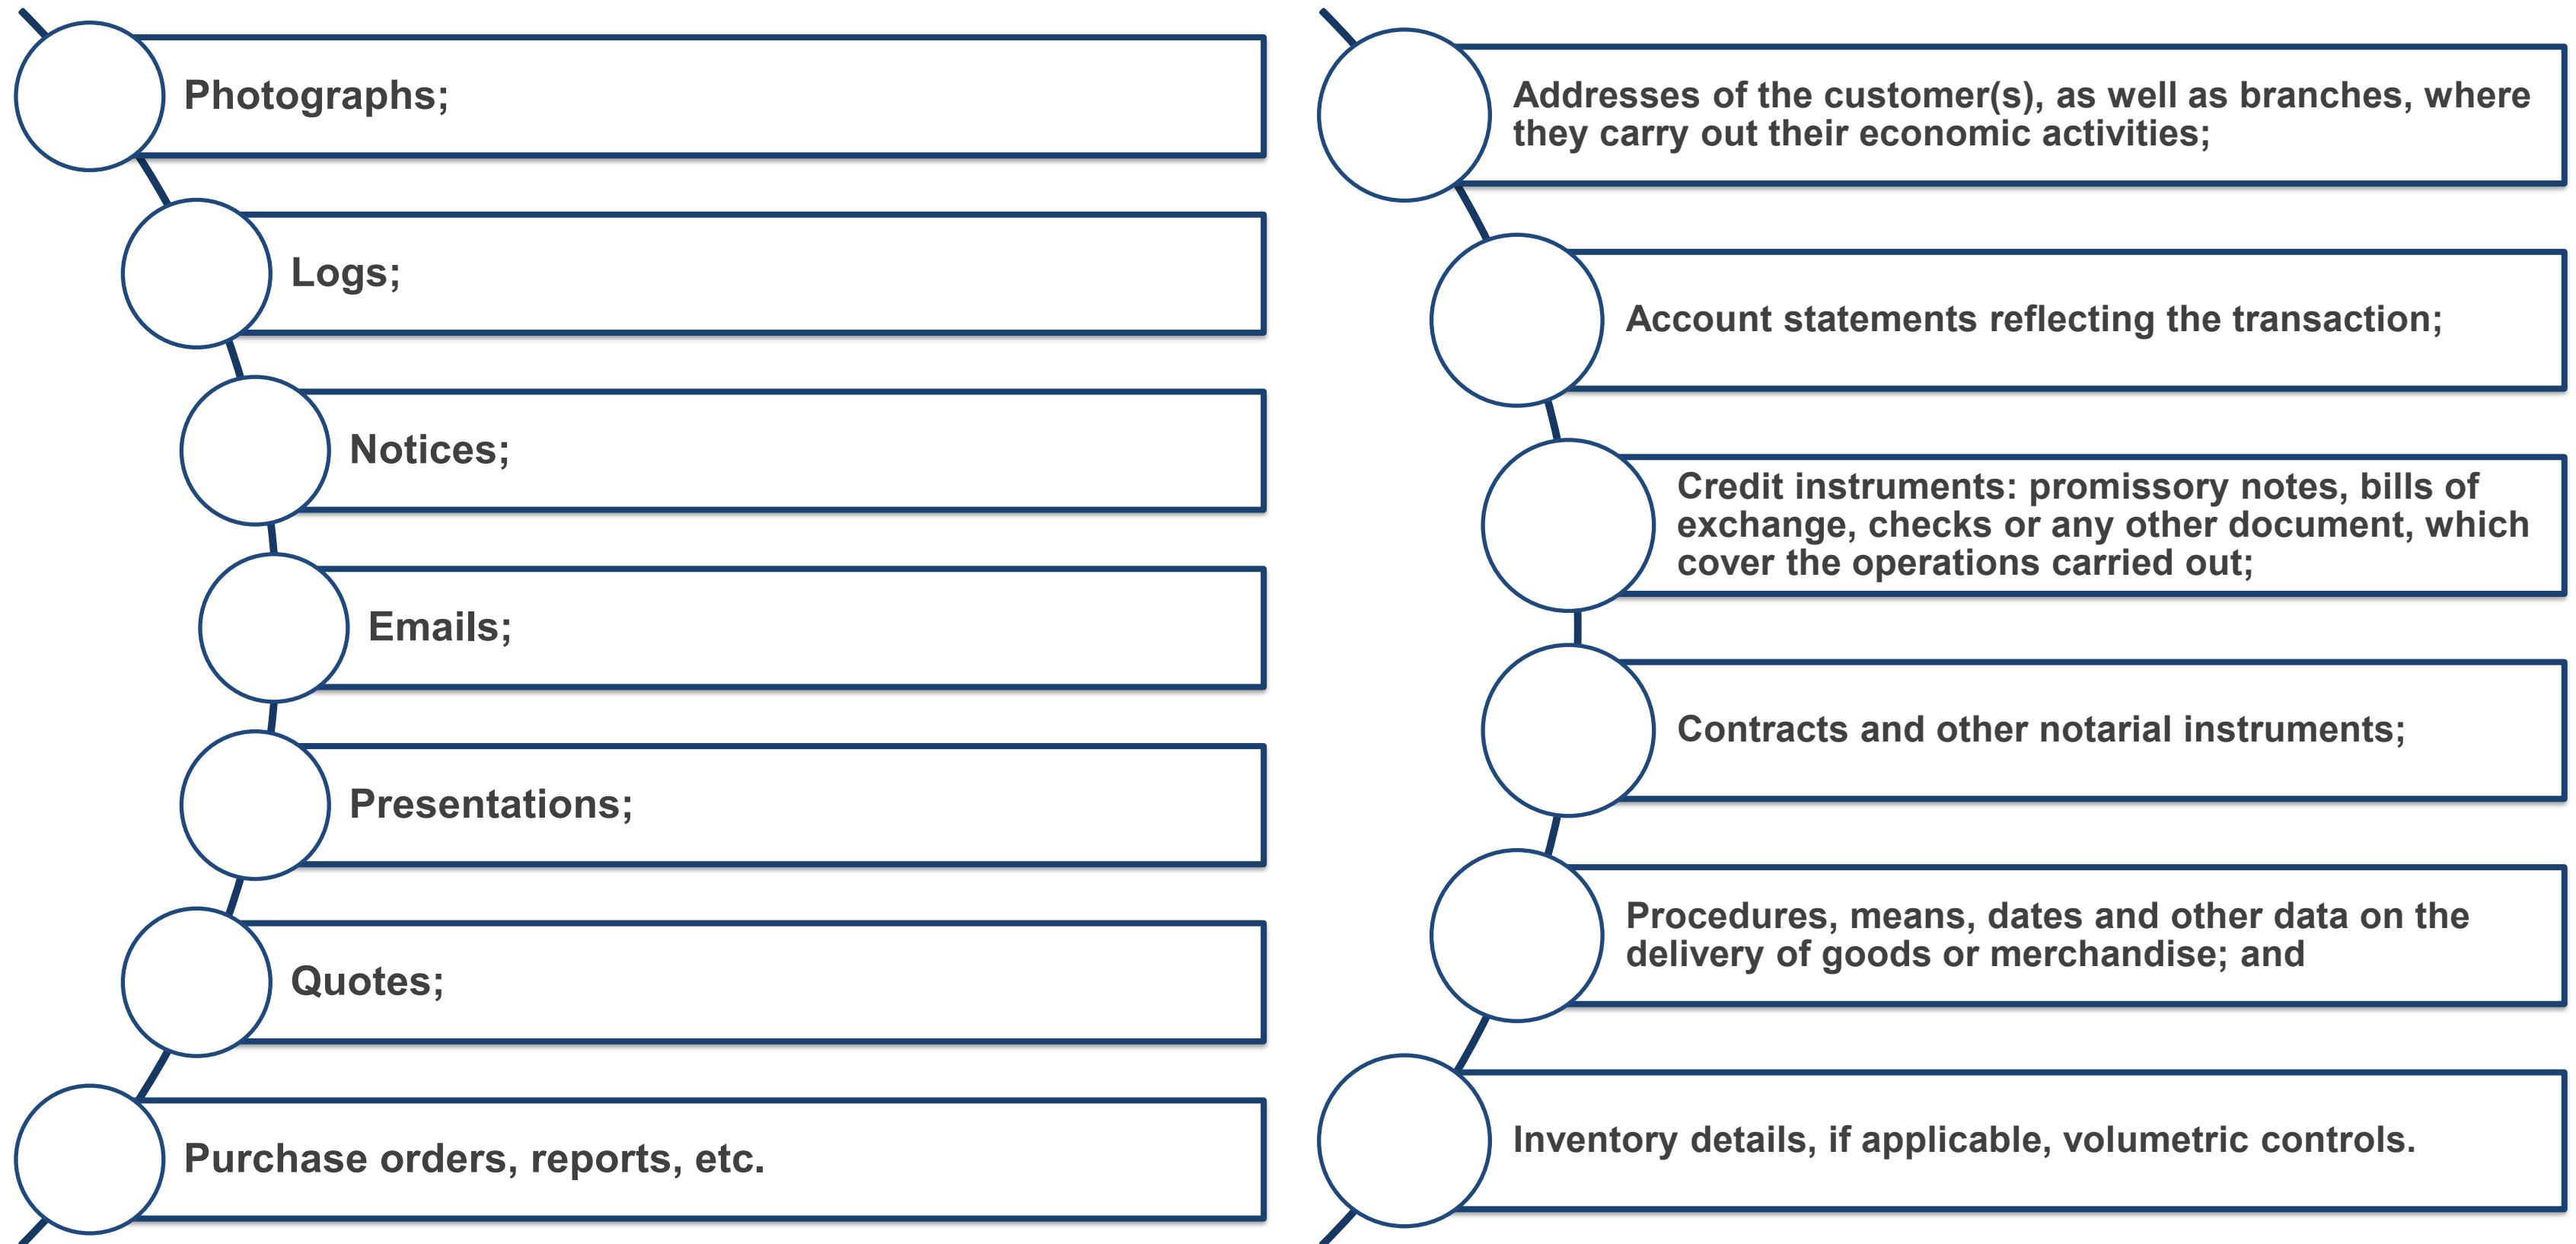 Photographs;
Logs;
Notices;
Emails;
Presentations;
Quotes;
Purchase orders, reports, etc.
Addresses of the customer(s), as well as branches, where
they carry out their economic activities;
Account statements reflecting the transaction;
Credit instruments: promissory notes, bills of
exchange, checks or any other document, which
cover the operations carried out;
Contracts and other notarial instruments;
Procedures, means, dates and other data on the
delivery of goods or merchandise; and
Inventory details, if applicable, volumetric controls.